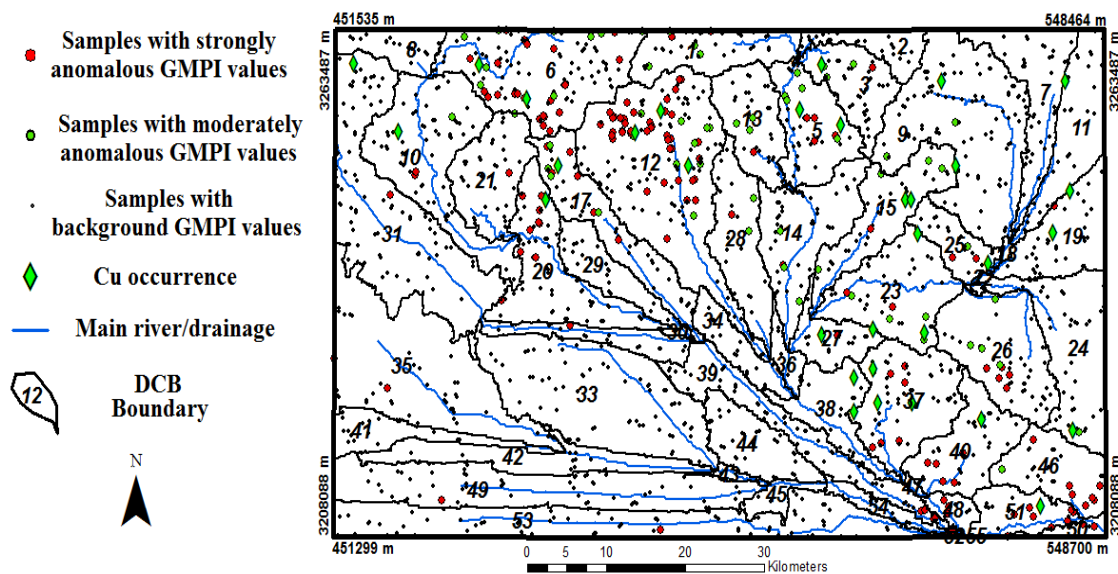 Samples with strongly
anomalous GMPI values
Samples with moderately
anomalous GMPI values
Samples with
background GMPI values
Cu occurrence
Main river/drainage
12
DCB
Boundary
N
451535 m
548464 m
3263487 m
3263487 m
3208088 m
3208088 m
451299 m
548700 m
8
6
1
2
3
7
11
13
5
9
10
12
21
17
15
31
28
14
25
18
19
20
29
22
23
34
30
27
36
26
24
35
39
33
38
37
41
44
42
40
46
47
49
45
54
48
51
53
50
0 5 10 20 30
Kilometers